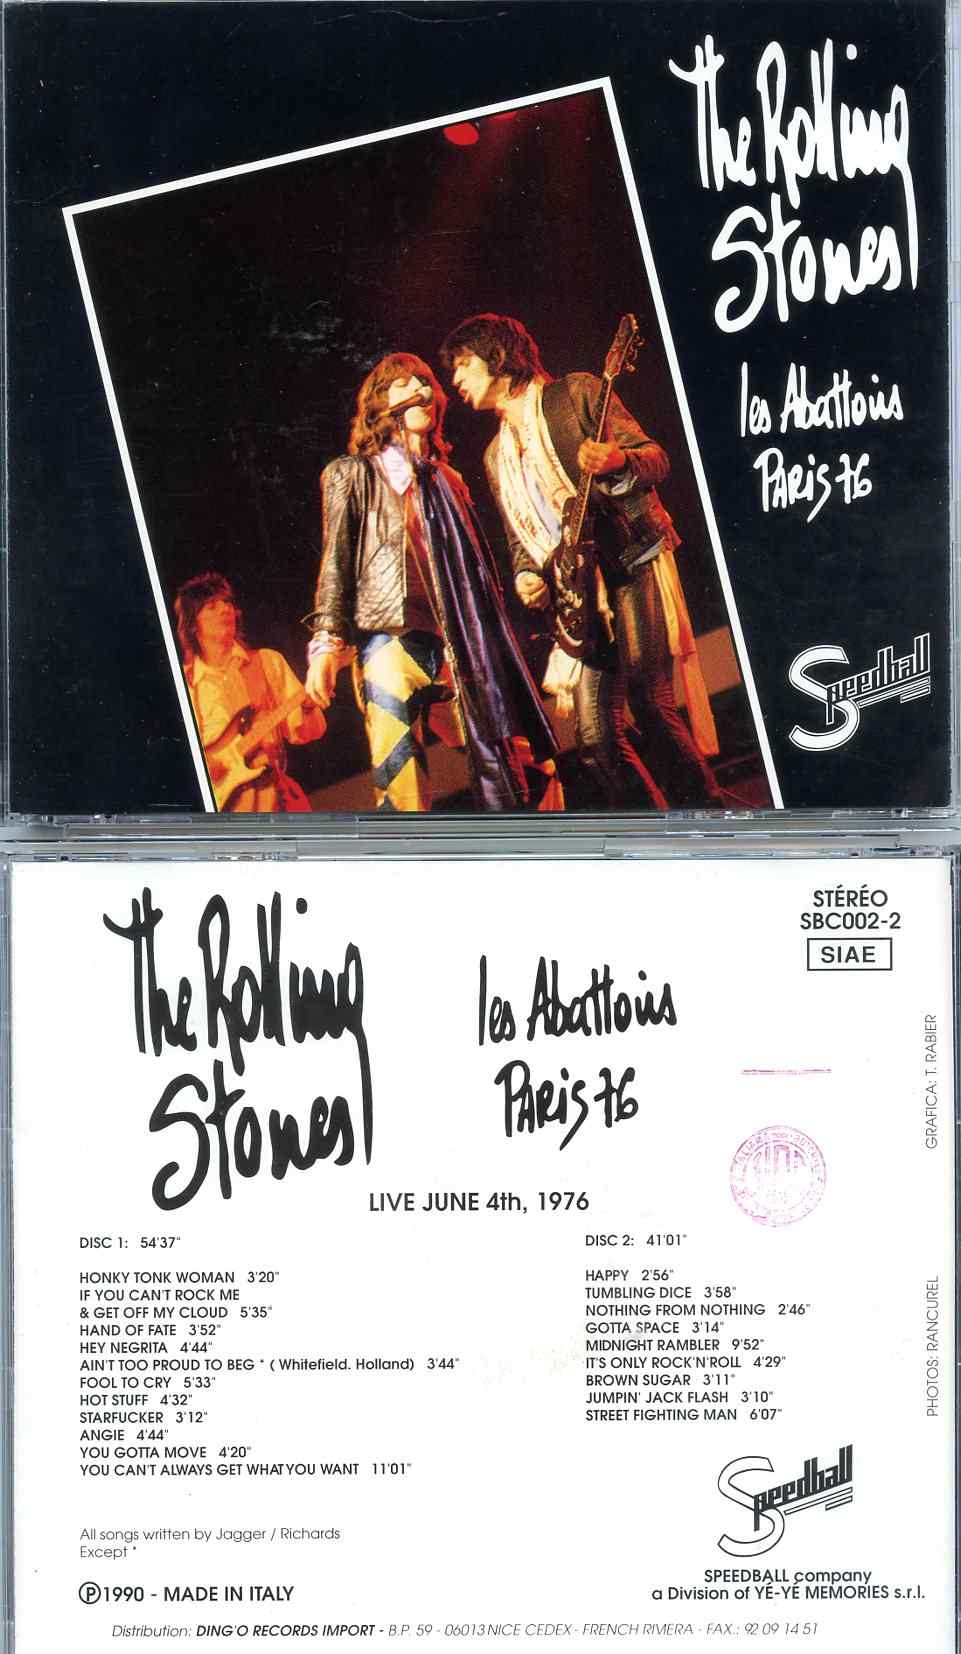 The Rolling
Stones
les Abattoirs
PARIS 76
Speedball
The Rolling
Stones
les Abattoirs
PARIS 76
STÉRÉO
SBC002-2
SIAE
GRAFICA: T. RABIER
LIVE JUNE 4th, 1976
DISC 1: 54'37"
HONKY TONK WOMAN 3'20"
IF YOU CAN'T ROCK ME
& GET OFF MY CLOUD 5'35"
HAND OF FATE 3'52"
HEY NEGRITA 4'44"
AIN'T TOO PROUD TO BEG * ( Whitefield. Holland) 3'44"
FOOL TO CRY 5'33"
HOT STUFF 4'32"
STARFUCKER 3'12"
ANGIE 4'44"
YOU GOTTA MOVE 4'20"
YOU CAN'T ALWAYS GET WHAT YOU WANT 11'01"
DISC 2: 41'01"
HAPPY 2'56"
TUMBLING DICE 3'58"
NOTHING FROM NOTHING 2'46"
GOTTA SPACE 3'14"
MIDNIGHT RAMBLER 9'52"
IT'S ONLY ROCK'N'ROLL 4'29"
BROWN SUGAR 3'11"
JUMPIN' JACK FLASH 3'10"
STREET FIGHTING MAN 6'07"
PHOTOS: RANCUREL
All songs written by Jagger / Richards
Except *
Ⓟ1990 - MADE IN ITALY
Speedball
SPEEDBALL company
a Division of YÉ-YÉ MEMORIES s.r.l.
Distribution: DING'O RECORDS IMPORT - B.P. 59 - 06013 NICE CEDEX - FRENCH RIVIERA - FAX.: 92 09 14 51